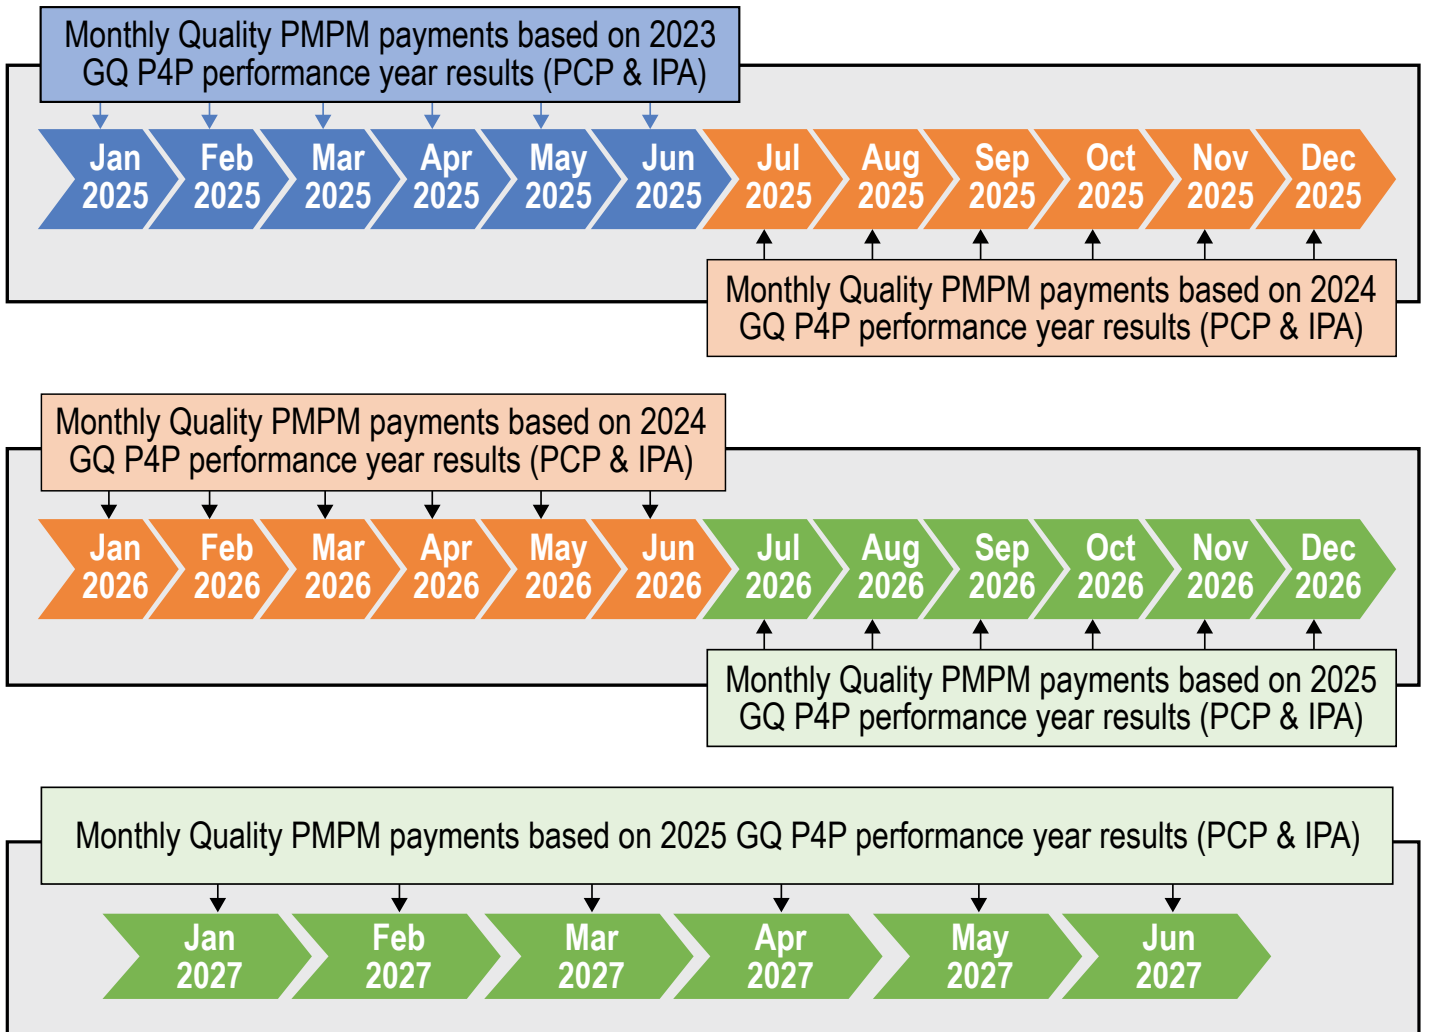 Monthly Quality PMPM payments based on 2023
GQ P4P performance year results (PCP & IPA)
Jan 2025
Feb 2025
Mar 2025
Apr 2025
May 2025
Jun 2025
Jul 2025
Aug 2025
Sep 2025
Oct 2025
Nov 2025
Dec 2025
Monthly Quality PMPM payments based on 2024
GQ P4P performance year results (PCP & IPA)
Monthly Quality PMPM payments based on 2024
GQ P4P performance year results (PCP & IPA)
Jan 2026
Feb 2026
Mar 2026
Apr 2026
May 2026
Jun 2026
Jul 2026
Aug 2026
Sep 2026
Oct 2026
Nov 2026
Dec 2026
Monthly Quality PMPM payments based on 2025
GQ P4P performance year results (PCP & IPA)
Monthly Quality PMPM payments based on 2025 GQ P4P performance year results (PCP & IPA)
Jan 2027
Feb 2027
Mar 2027
Apr 2027
May 2027
Jun 2027